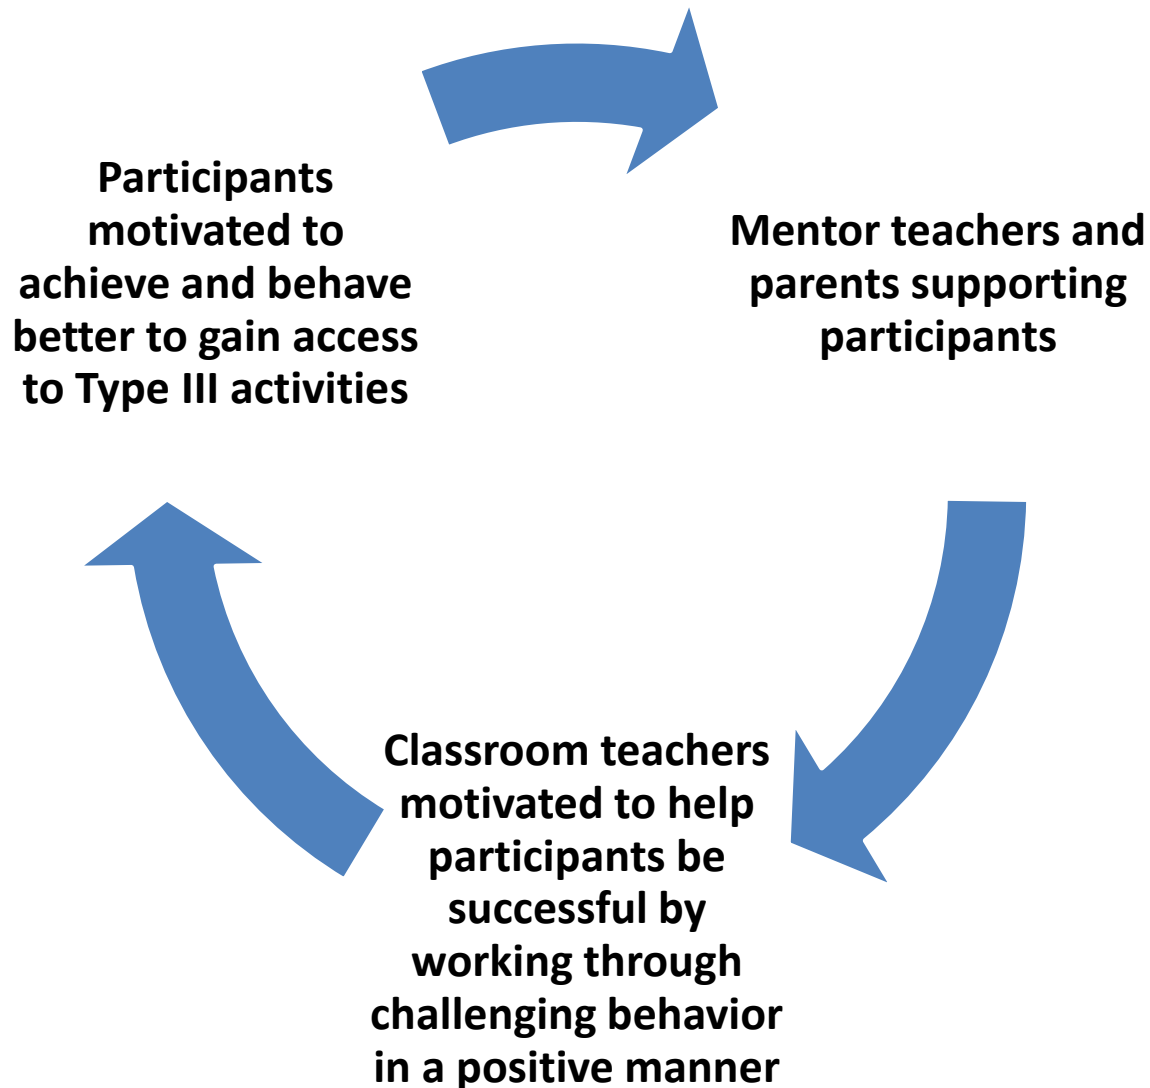 Participants
motivated to
achieve and behave
better to gain access
to Type III activities
Mentor teachers and
parents supporting
participants
Classroom teachers
motivated to help
participants be
successful by
working through
challenging behavior
in a positive manner